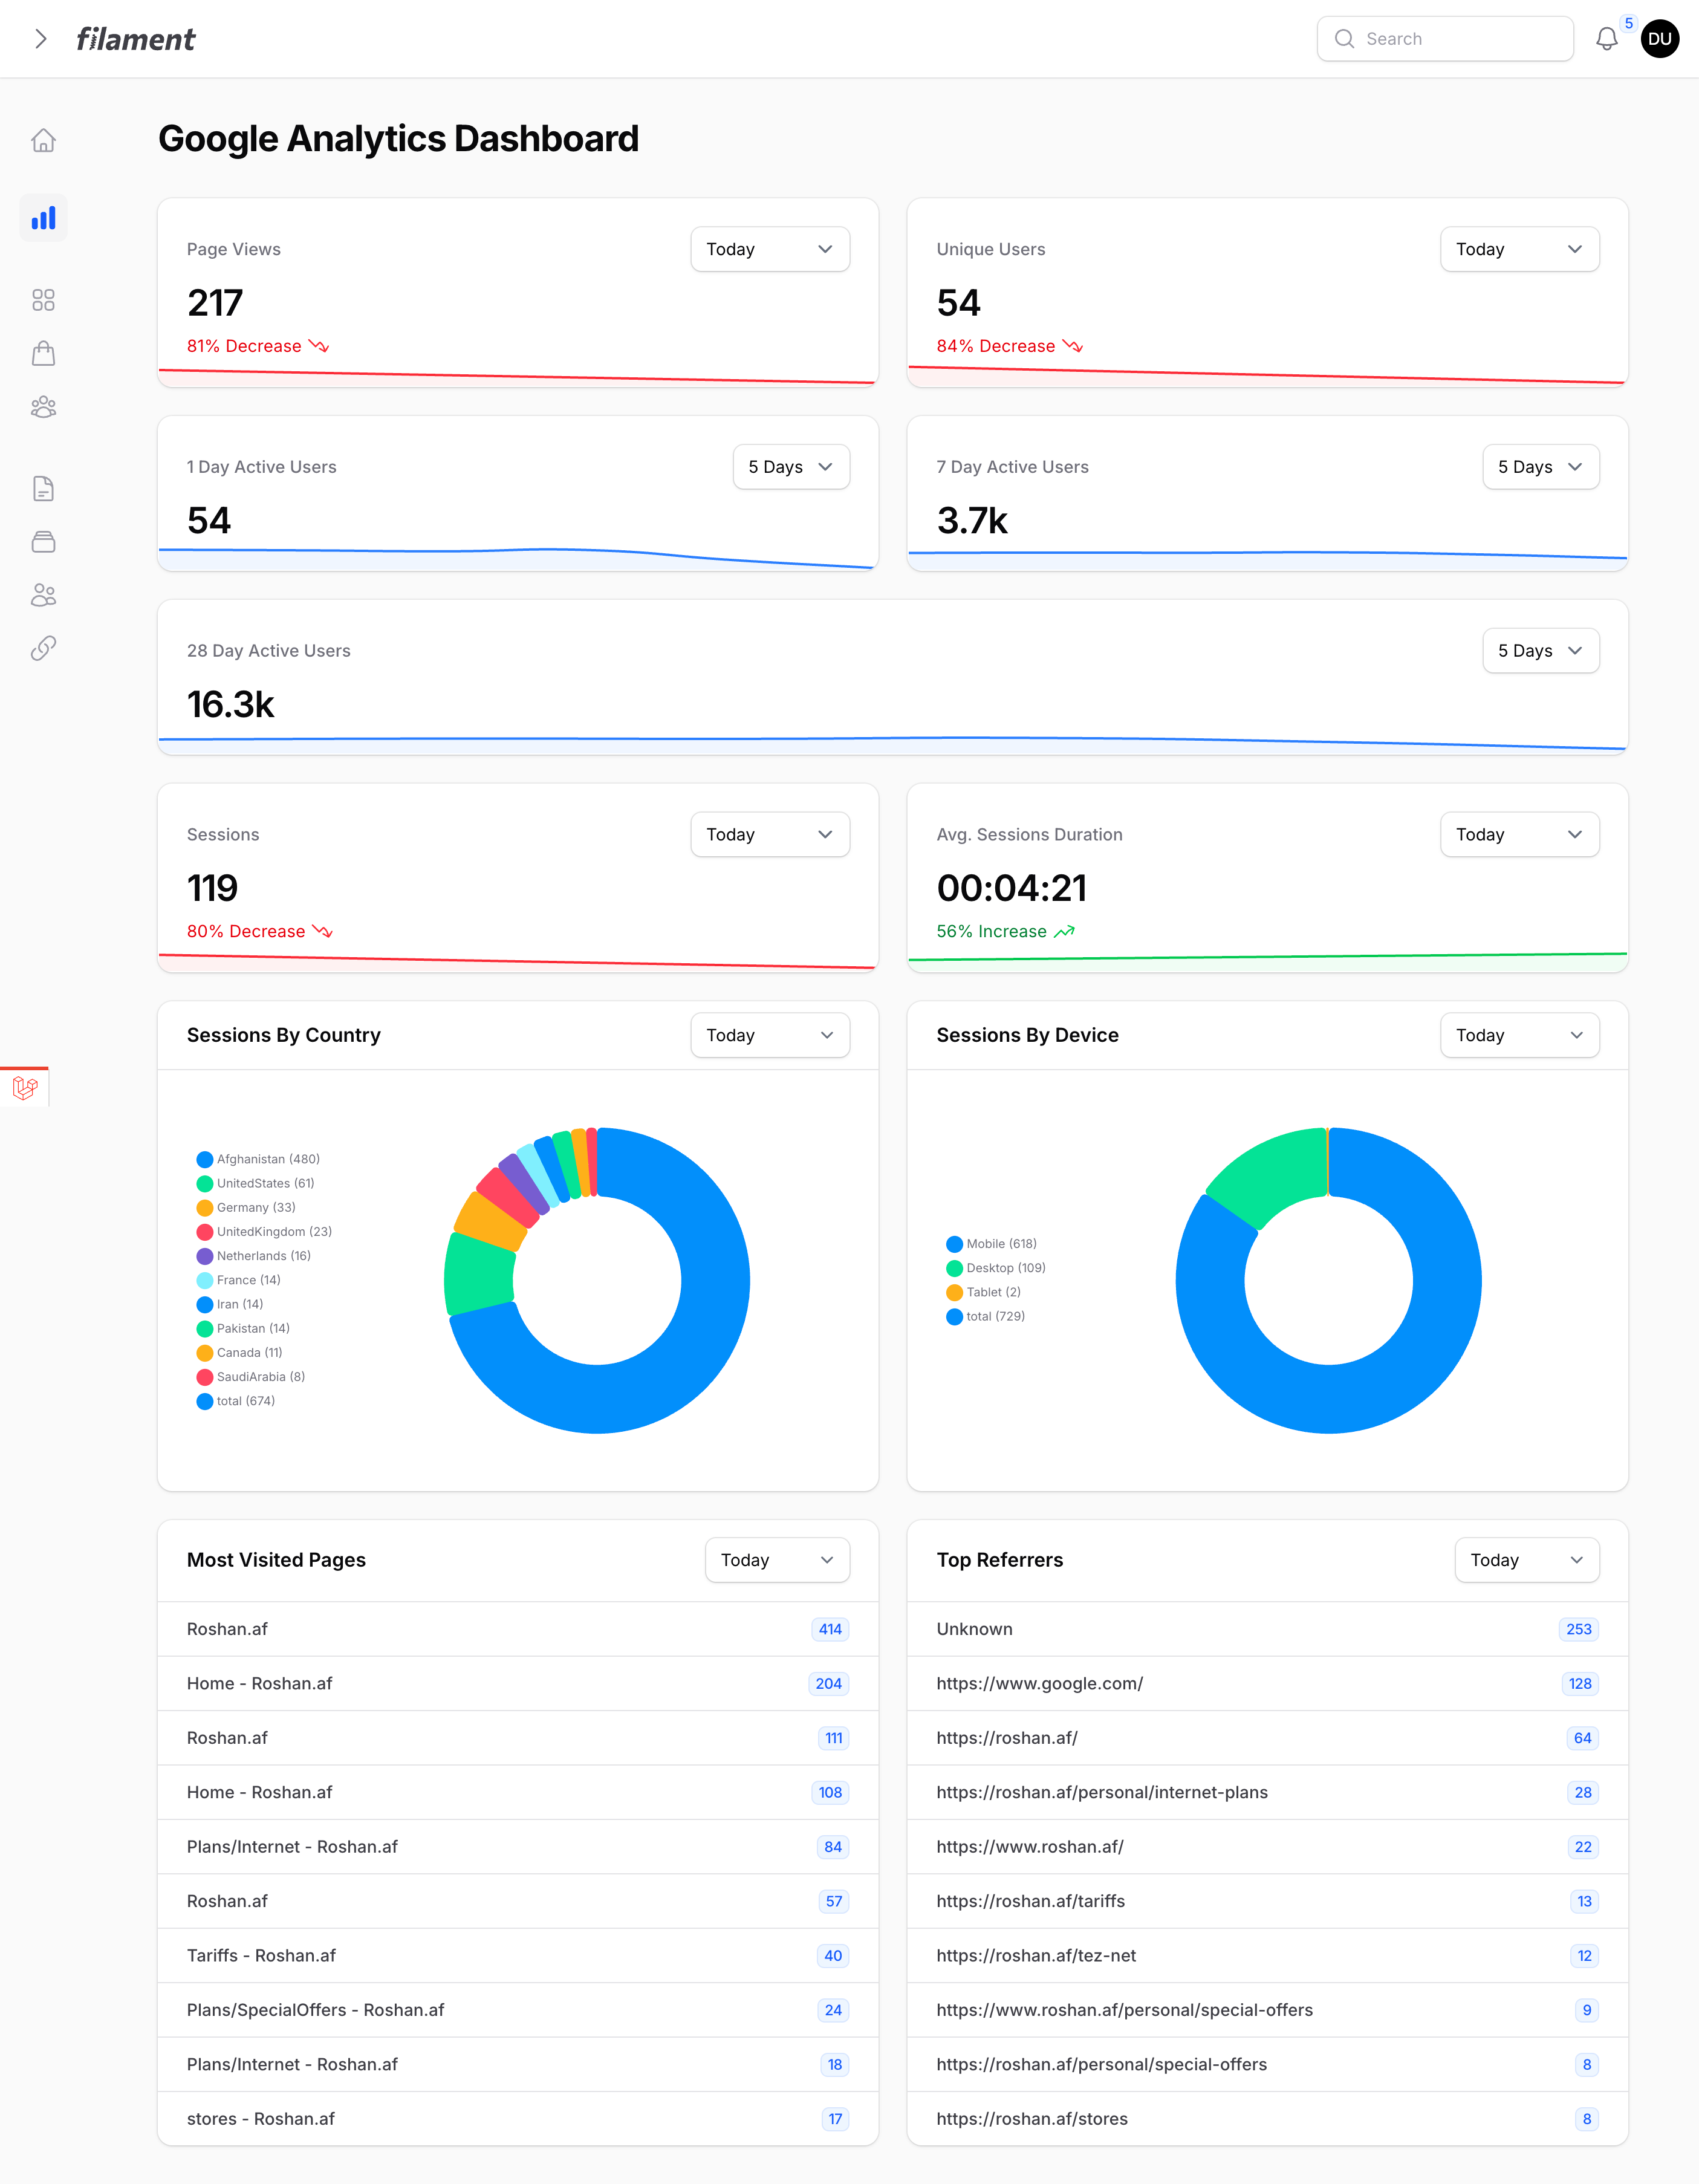 filament
Search
5
DU
Google Analytics Dashboard
Page Views
Today
217
81% Decrease
Unique Users
Today
54
84% Decrease
1 Day Active Users
5 Days
54
7 Day Active Users
5 Days
3.7k
28 Day Active Users
5 Days
16.3k
Sessions
Today
119
80% Decrease
Avg. Sessions Duration
Today
00:04:21
56% Increase
Sessions By Country
Today
Afghanistan (480)
UnitedStates (61)
Germany (33)
UnitedKingdom (23)
Netherlands (16)
France (14)
Iran (14)
Pakistan (14)
Canada (11)
SaudiArabia (8)
total (674)
Sessions By Device
Today
Mobile (618)
Desktop (109)
Tablet (2)
total (729)
Most Visited Pages
Today
Roshan.af 414
Home - Roshan.af 204
Roshan.af 111
Home - Roshan.af 108
Plans/Internet - Roshan.af 84
Roshan.af 57
Tariffs - Roshan.af 40
Plans/SpecialOffers - Roshan.af 24
Plans/Internet - Roshan.af 18
stores - Roshan.af 17
Top Referrers
Today
Unknown 253
https://www.google.com/ 128
https://roshan.af/ 64
https://roshan.af/personal/internet-plans 28
https://www.roshan.af/ 22
https://roshan.af/tariffs 13
https://roshan.af/tez-net 12
https://www.roshan.af/personal/special-offers 9
https://roshan.af/personal/special-offers 8
https://roshan.af/stores 8